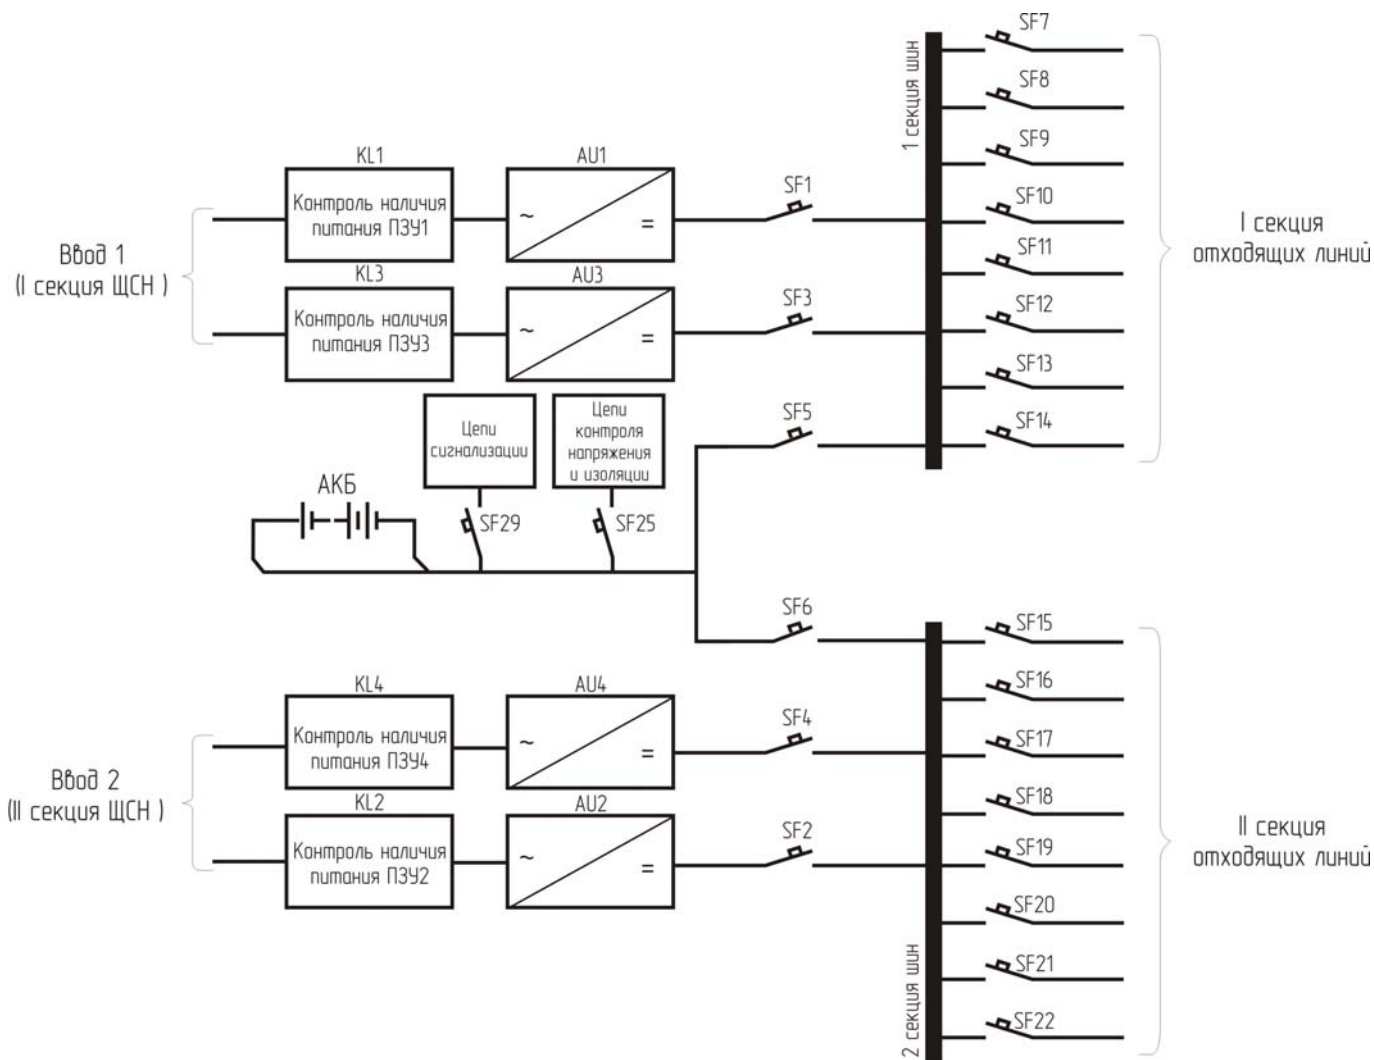 SF7
SF8
SF9
SF10
SF11
SF12
SF13
SF14
1 секция шин
I секция
отходящих линий
KL1
Контроль наличия
питания ПЗУ1
AU1
~
=
SF1
Ввод 1
(I секция ЩСН )
KL3
Контроль наличия
питания ПЗУ3
AU3
~
=
SF3
Цепи
сигнализации
Цепи
контроля
напряжения
и изоляции
SF5
АКБ
SF29
SF25
SF6
KL4
Контроль наличия
питания ПЗУ4
AU4
~
=
SF4
Ввод 2
(II секция ЩСН )
KL2
Контроль наличия
питания ПЗУ2
AU2
~
=
SF2
SF15
SF16
SF17
SF18
SF19
SF20
SF21
SF22
2 секция шин
II секция
отходящих линий